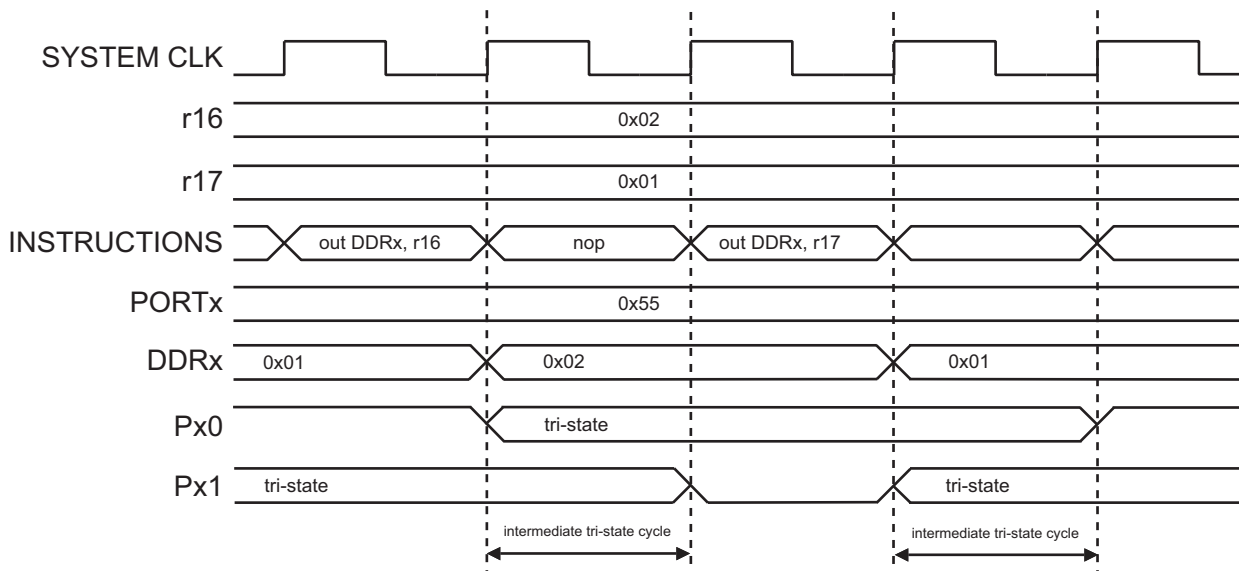 SYSTEM CLK
r16 0x02
r17 0x01
INSTRUCTIONS out DDRx, r16 nop out DDRx, r17
PORTx 0x55
DDRx 0x01 0x02 0x01
Px0 tri-state
Px1 tri-state tri-state
intermediate tri-state cycle intermediate tri-state cycle